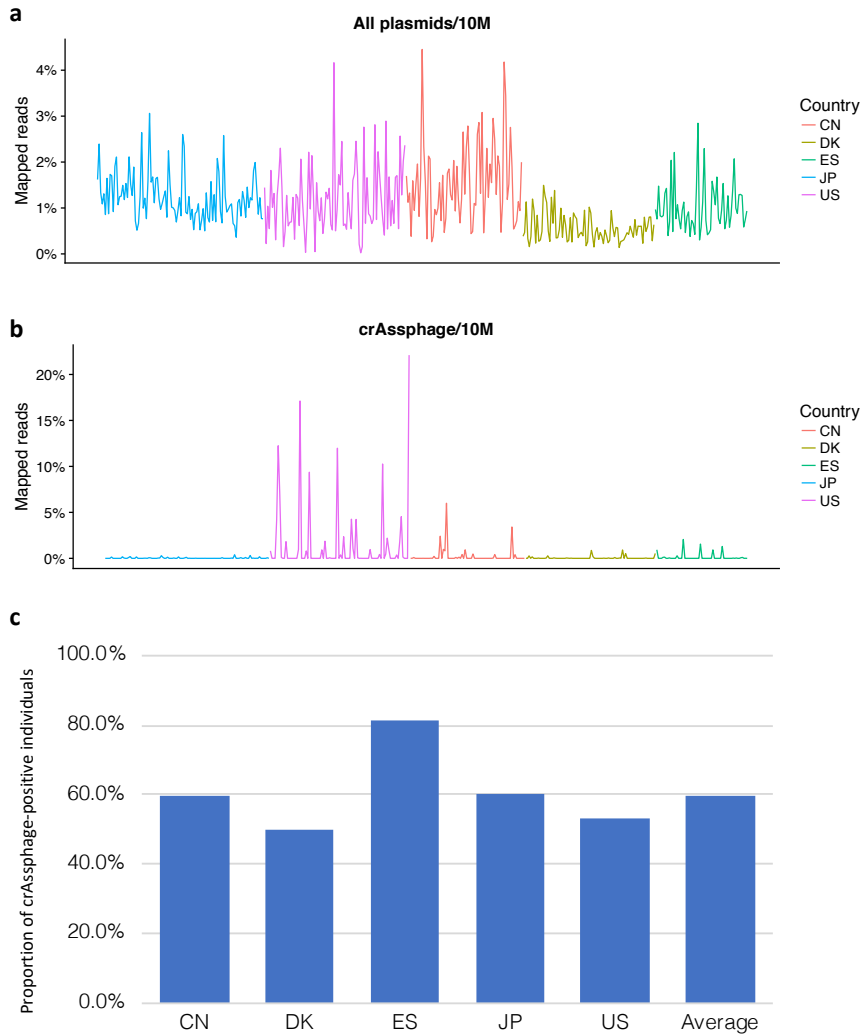 a
All plasmids/10M
Mapped reads
4%
3%
2%
1%
0%
Country
CN
DK
ES
JP
US
b
crAssphage/10M
Mapped reads
20%
15%
10%
5%
0%
Country
CN
DK
ES
JP
US
c
Proportion of crAssphage-positive individuals
100.0%
80.0%
60.0%
40.0%
20.0%
0.0%
CN DK ES JP US Average